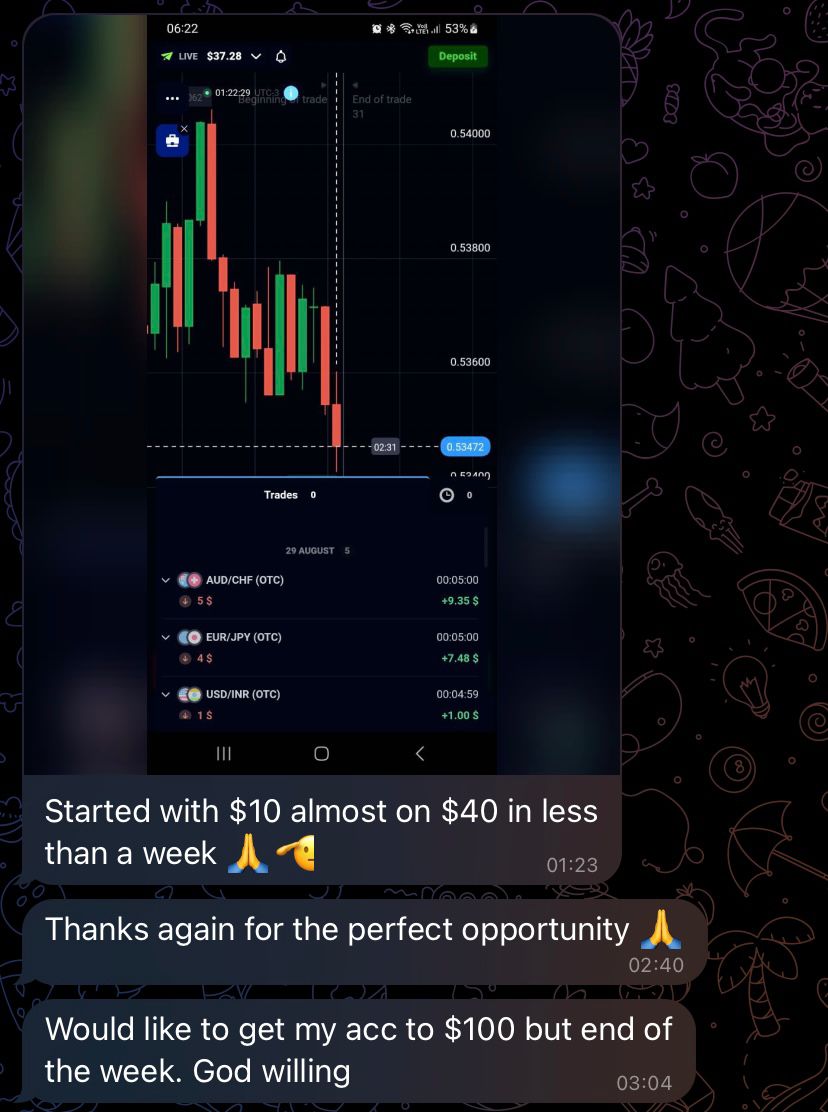 06:22
Vo)) LTE1 53%
LIVE $37.28
Deposit
01:22:29 UTC-3
Beginning of trade
End of trade
31
0.54000
0.53800
0.53600
02:31
0.53472
0.53400
Trades 0
0
29 AUGUST 5
AUD/CHF (OTC) 00:05:00
5 $ +9.35 $
EUR/JPY (OTC) 00:05:00
4 $ +7.48 $
USD/INR (OTC) 00:04:59
1 $ +1.00 $
Started with $10 almost on $40 in less
than a week 🙏🫡
01:23
Thanks again for the perfect opportunity 🙏
02:40
Would like to get my acc to $100 but end of
the week. God willing
03:04